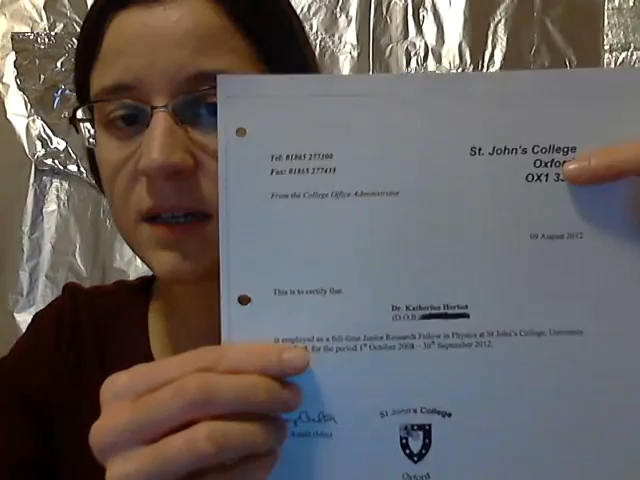 St. John's College
Oxford
OX1 3
Tel: 01865 277300
Fax: 01865 277435
From the College Office Administrator
09 August 2012
This is to certify that
Dr. Katherine Horton
(D.O.B.
is employed as a full-time Junior Research Fellow in Physics at St John's College, University
for the period 1st October 2008 – 30th September 2012.
St John's College
Oxford